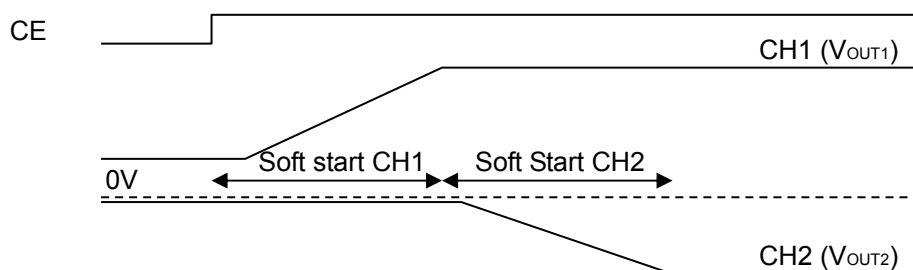 CE
CH1 (VOUT1)
Soft start CH1
Soft Start CH2
0V
CH2 (VOUT2)